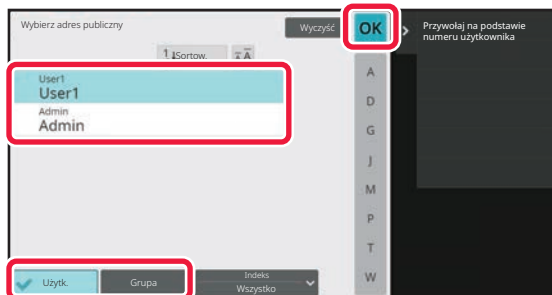 Wybierz adres publiczny
Wyczyść
OK
Przywołaj na podstawie
numeru użytkownika
1 Sortow.
A
User1
User1
Admin
Admin
A
D
G
J
M
P
T
W
Użytk.
Grupa
Indeks
Wszystko